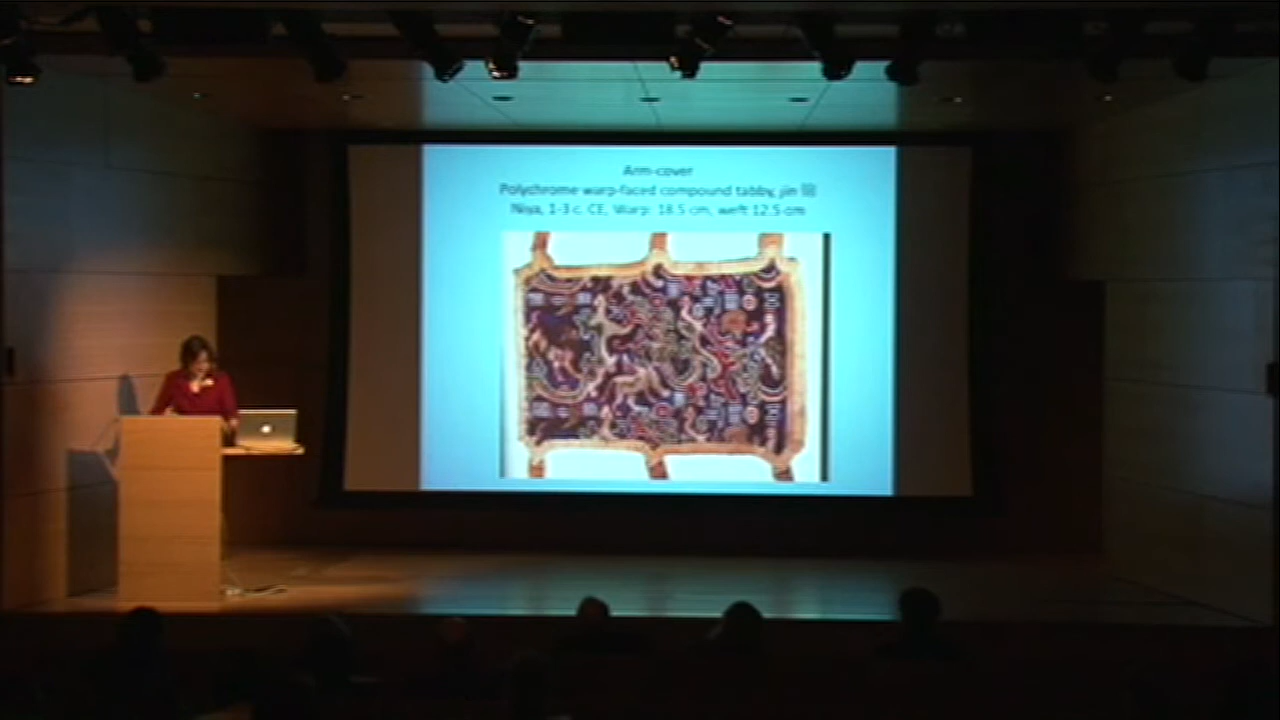 Arm-cover
Polychrome warp-faced compound tabby, jin
Niya, 1-3 c. CE, Warp: 18.5 cm, weft 12.5 cm